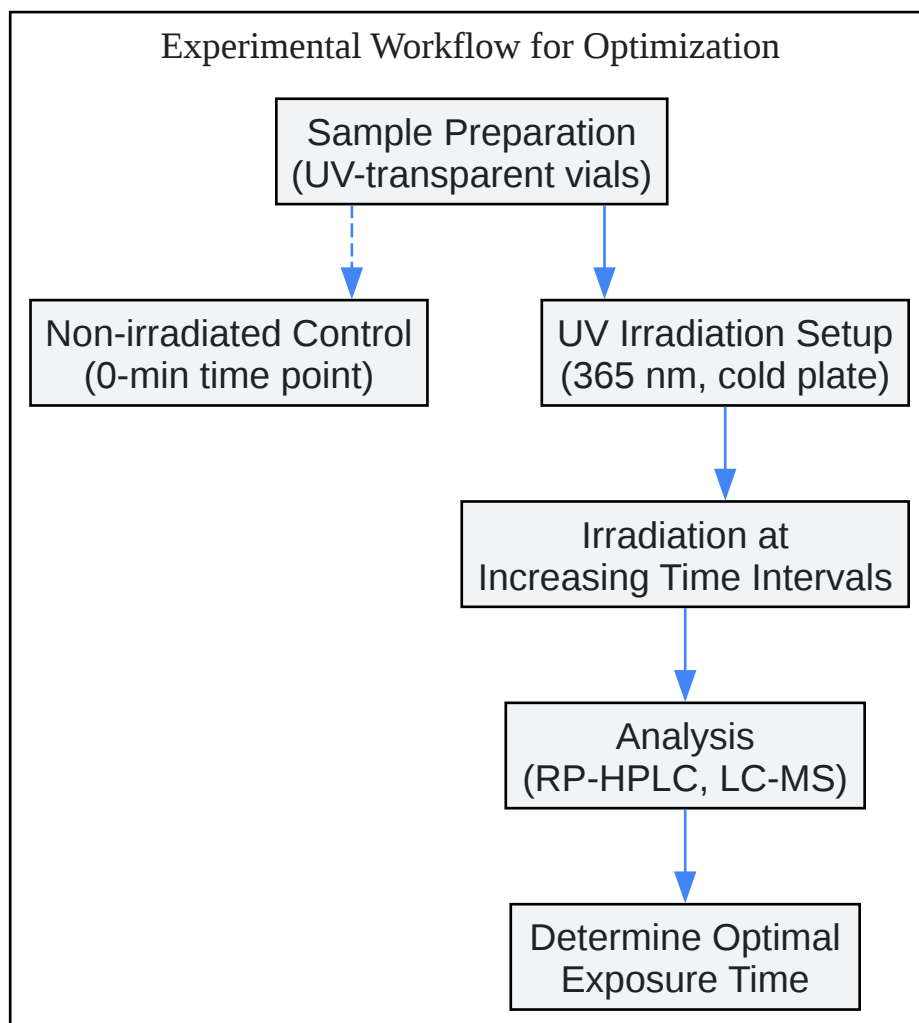 Experimental Workflow for Optimization
Sample Preparation
(UV-transparent vials)
Non-irradiated Control
(0-min time point)
UV Irradiation Setup
(365 nm, cold plate)
Irradiation at
Increasing Time Intervals
Analysis
(RP-HPLC, LC-MS)
Determine Optimal
Exposure Time